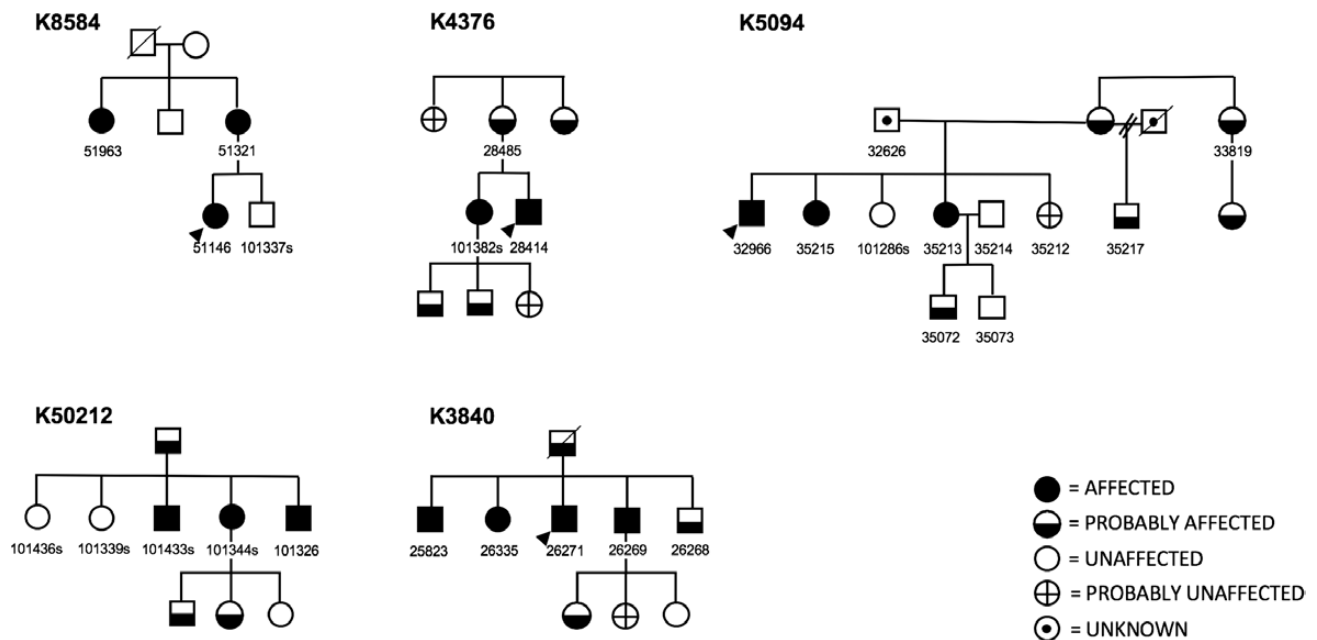 K8584
K4376
K5094
51963 51321
28485
32626 33819
51146 101337s
101382s 28414
32966 35215 101286s 35213 35214 35212 35217
35072 35073
K50212
K3840
101436s 101339s 101433s 101344s 101326
25823 26335 26271 26269 26268
= AFFECTED
= PROBABLY AFFECTED
= UNAFFECTED
= PROBABLY UNAFFECTED
= UNKNOWN